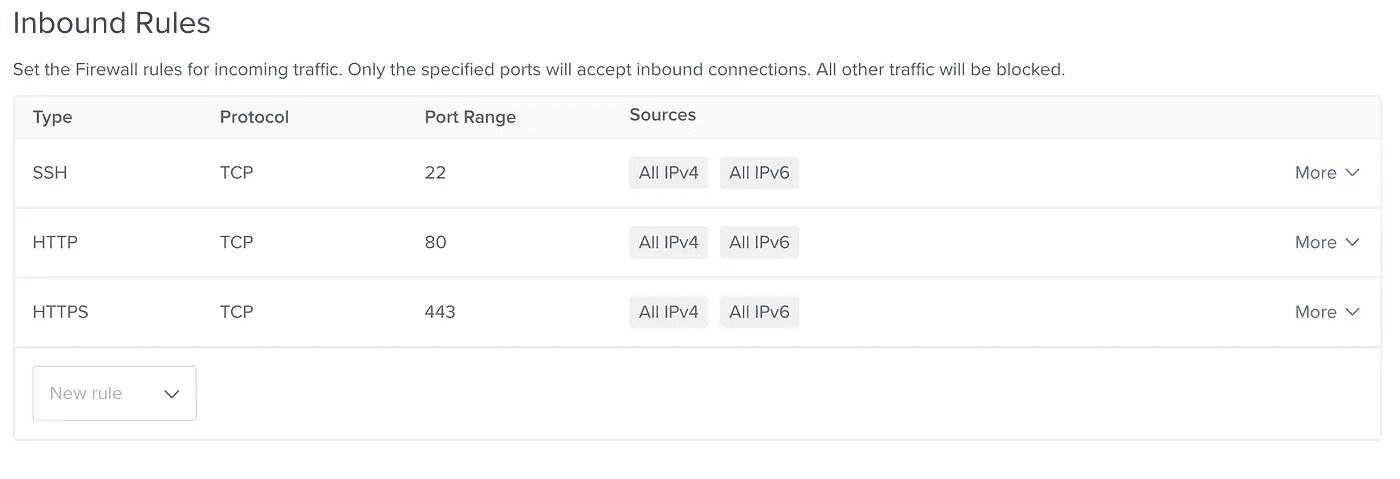 Inbound Rules
Set the Firewall rules for incoming traffic. Only the specified ports will accept inbound connections. All other traffic will be blocked.
Type Protocol Port Range Sources
SSH TCP 22 All IPv4 All IPv6 More
HTTP TCP 80 All IPv4 All IPv6 More
HTTPS TCP 443 All IPv4 All IPv6 More
New rule